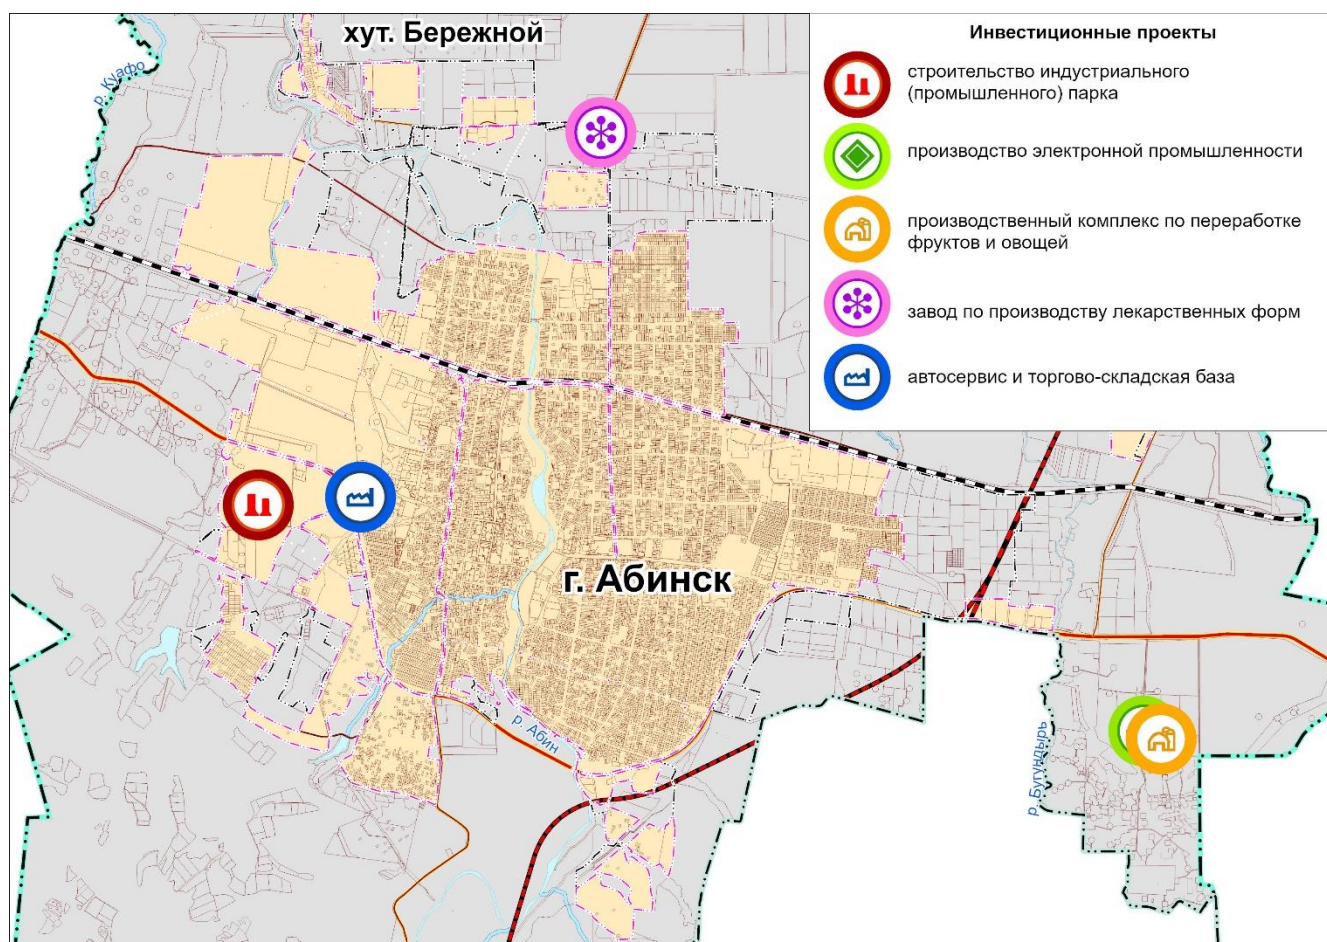 хут. Бережной
р. Куафо
г. Абинск
р. Абин
р. Бугундырь
Инвестиционные проекты
строительство индустриального
(промышленного) парка
производство электронной промышленности
производственный комплекс по переработке
фруктов и овощей
завод по производству лекарственных форм
автосервис и торгово-складская база